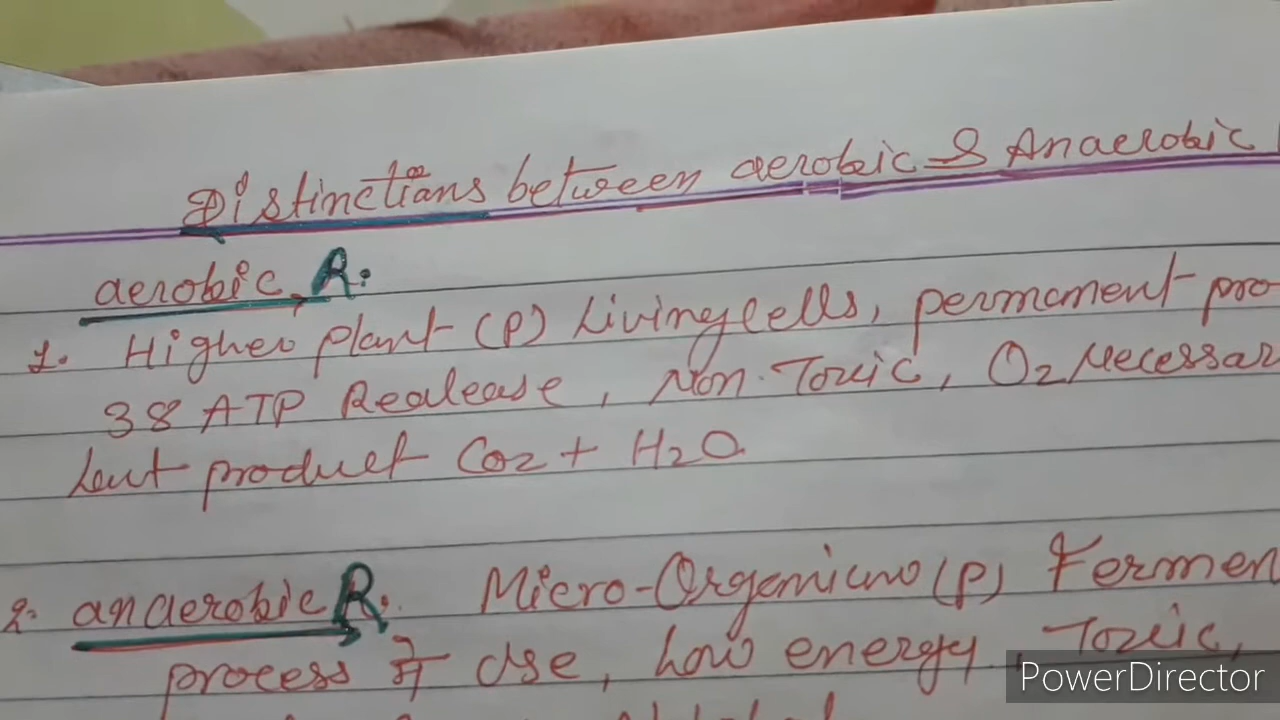 Distinctions between aerobic & Anaerobic
aerobic R.
1. Higher plant (P) Living cells, permanent pro
38 ATP Realease, Non-Toxic, O2 Necessar
Last product CO2 + H2O
2. anaerobic R. Micro-Organicms (P) Fermen
process में Use, Low energy, Toxic,
PowerDirector